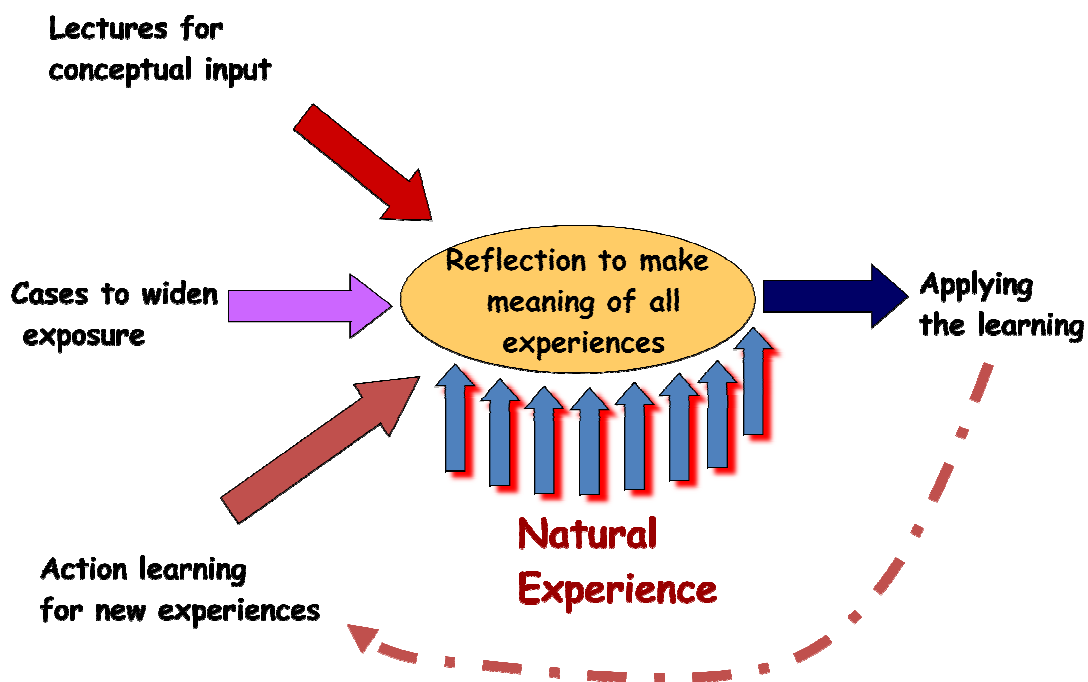 Lectures for
conceptual input
Cases to widen
exposure
Reflection to make
meaning of all
experiences
Applying
the learning
Action learning
for new experiences
Natural
Experience